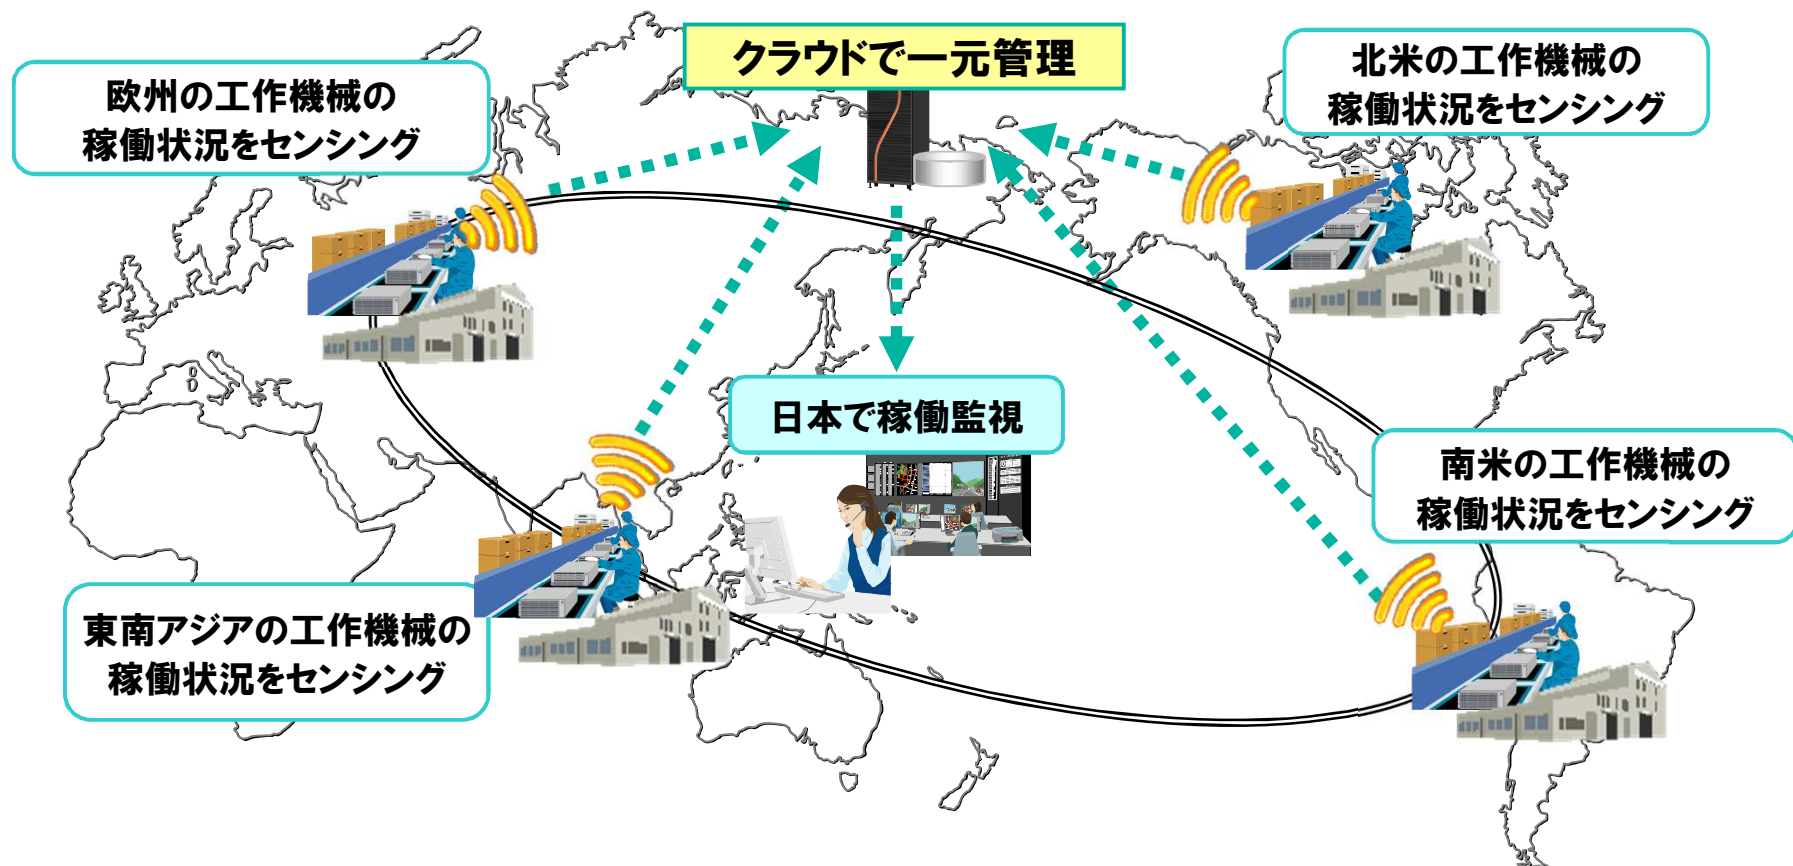 クラウドで一元管理
欧州の工作機械の
稼働状況をセンシング
北米の工作機械の
稼働状況をセンシング
日本で稼働監視
南米の工作機械の
稼働状況をセンシング
東南アジアの工作機械の
稼働状況をセンシング